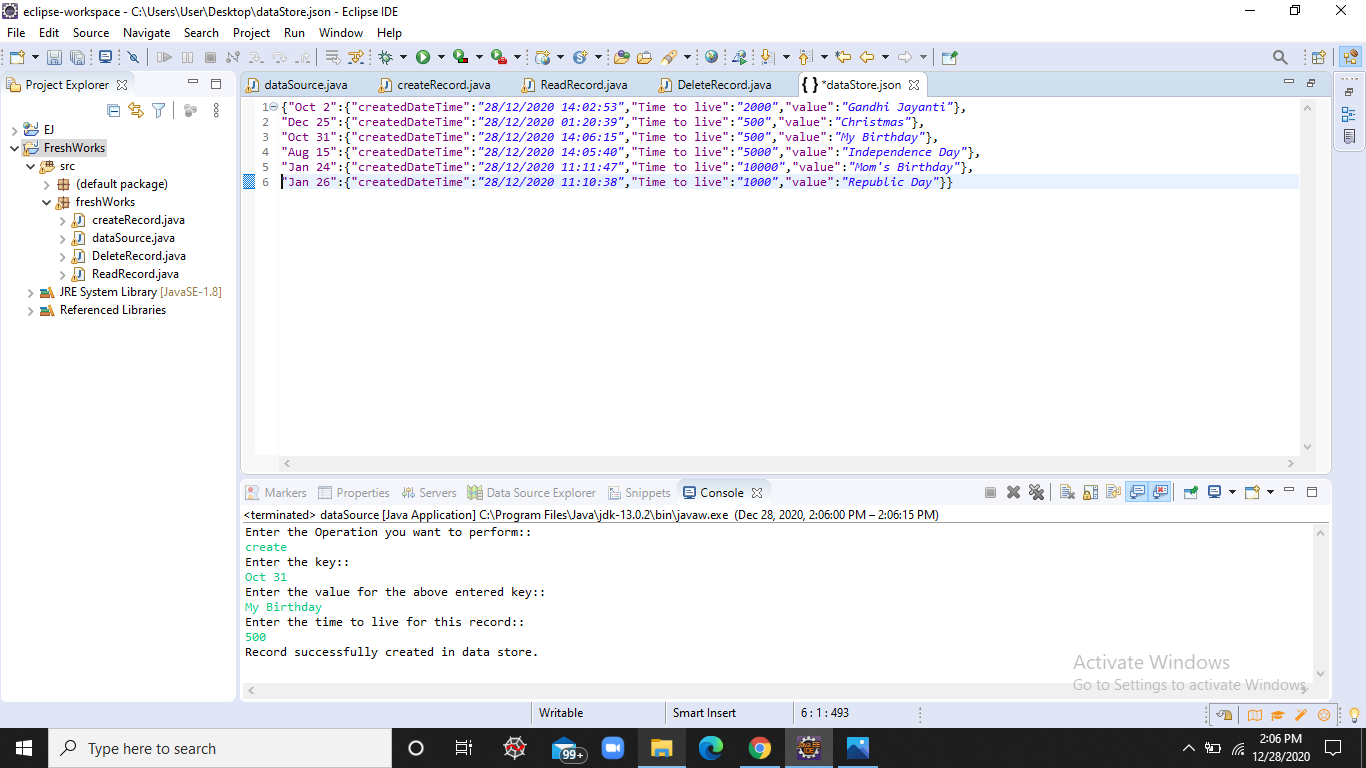 eclipse-workspace - C:\Users\User\Desktop\dataStore.json - Eclipse IDE
File Edit Source Navigate Search Project Run Window Help
Project Explorer
dataSource.java createRecord.java ReadRecord.java DeleteRecord.java *dataStore.json
EJ
FreshWorks
src
(default package)
freshWorks
createRecord.java
dataSource.java
DeleteRecord.java
ReadRecord.java
JRE System Library [JavaSE-1.8]
Referenced Libraries
1 {"Oct 2":{"createdDateTime":"28/12/2020 14:02:53","Time to live":"2000","value":"Gandhi Jayanti"},
2 "Dec 25":{"createdDateTime":"28/12/2020 01:20:39","Time to live":"500","value":"Christmas"},
3 "Oct 31":{"createdDateTime":"28/12/2020 14:06:15","Time to live":"500","value":"My Birthday"},
4 "Aug 15":{"createdDateTime":"28/12/2020 14:05:40","Time to live":"5000","value":"Independence Day"},
5 "Jan 24":{"createdDateTime":"28/12/2020 11:11:47","Time to live":"10000","value":"Mom's Birthday"},
6 "Jan 26":{"createdDateTime":"28/12/2020 11:10:38","Time to live":"1000","value":"Republic Day"}}
Markers Properties Servers Data Source Explorer Snippets Console
<terminated> dataSource [Java Application] C:\Program Files\Java\jdk-13.0.2\bin\javaw.exe (Dec 28, 2020, 2:06:00 PM – 2:06:15 PM)
Enter the Operation you want to perform::
create
Enter the key::
Oct 31
Enter the value for the above entered key::
My Birthday
Enter the time to live for this record::
500
Record successfully created in data store.
Activate Windows
Go to Settings to activate Windows.
Writable Smart Insert 6 : 1 : 493
Type here to search
99+
2:06 PM
12/28/2020